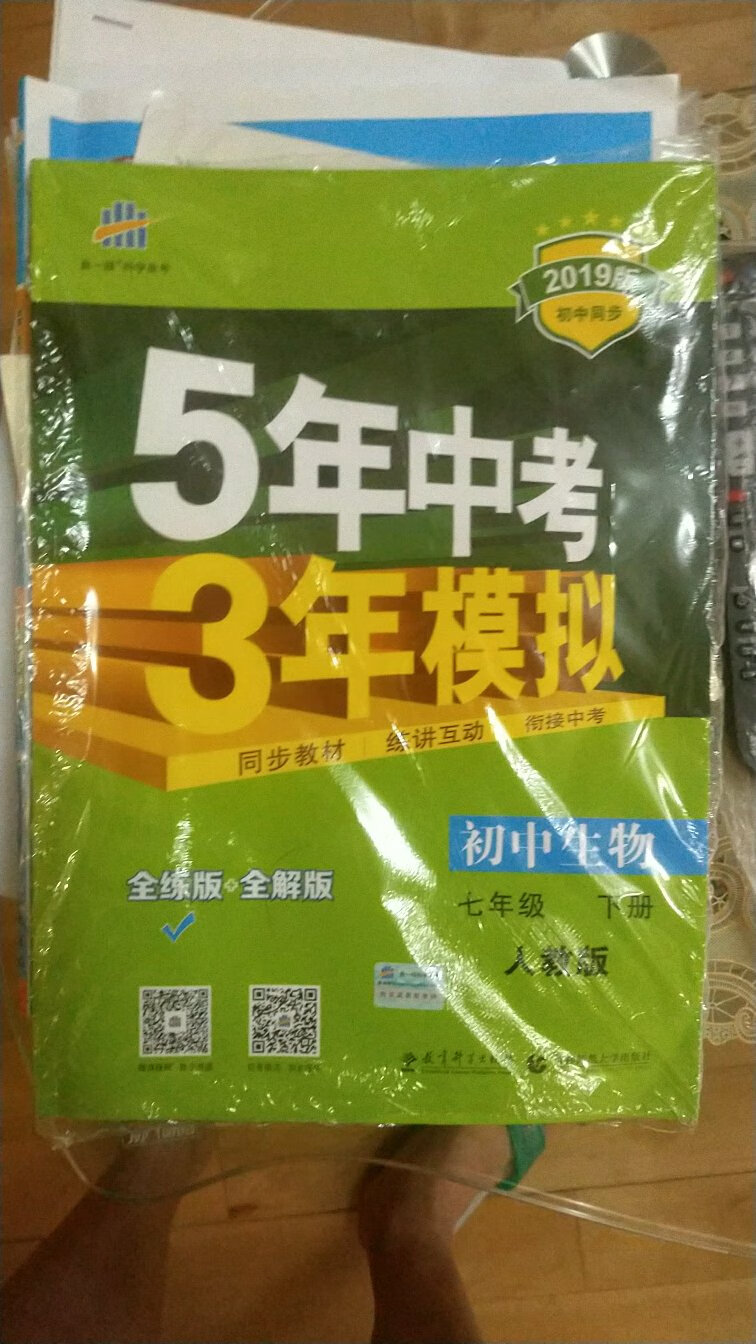 2019版
初中同步
5年中考
3年模拟
同步教材 练讲互动 衔接中考
初中生物
全练版+全解版
七年级 下册
人教版